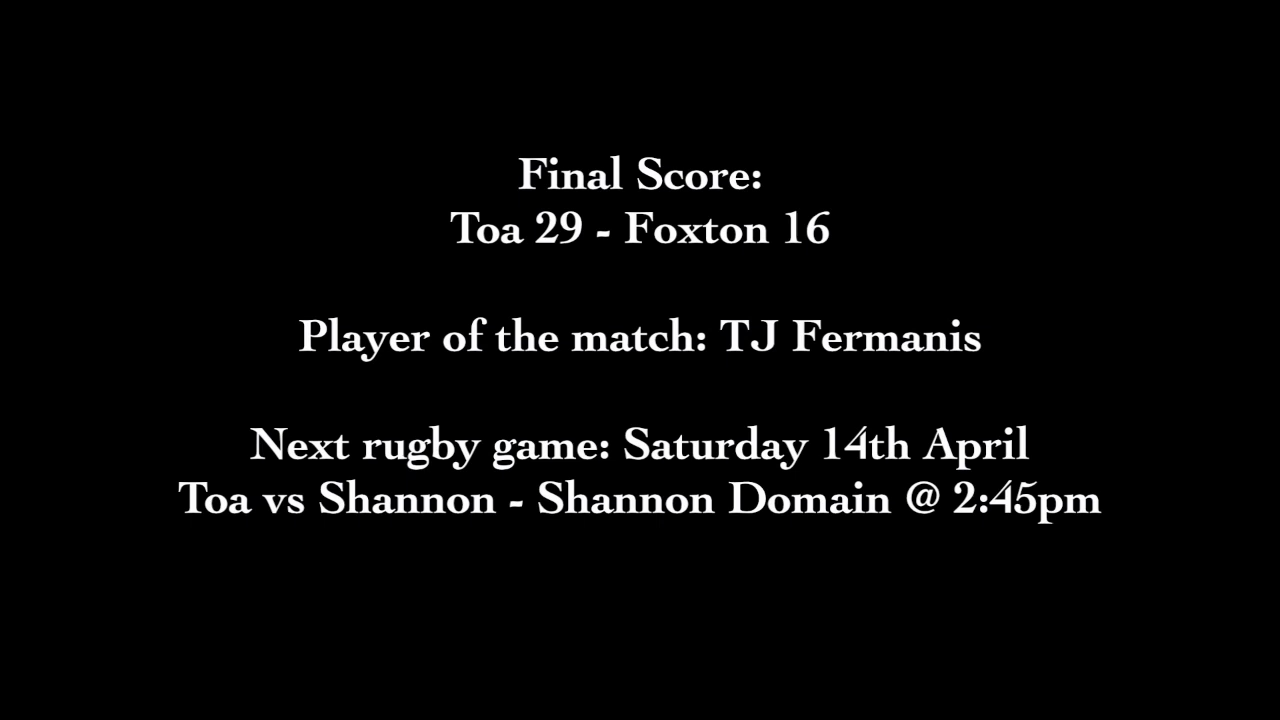 Final Score:
Toa 29 - Foxton 16
Player of the match: TJ Fermanis
Next rugby game: Saturday 14th April
Toa vs Shannon - Shannon Domain @ 2:45pm